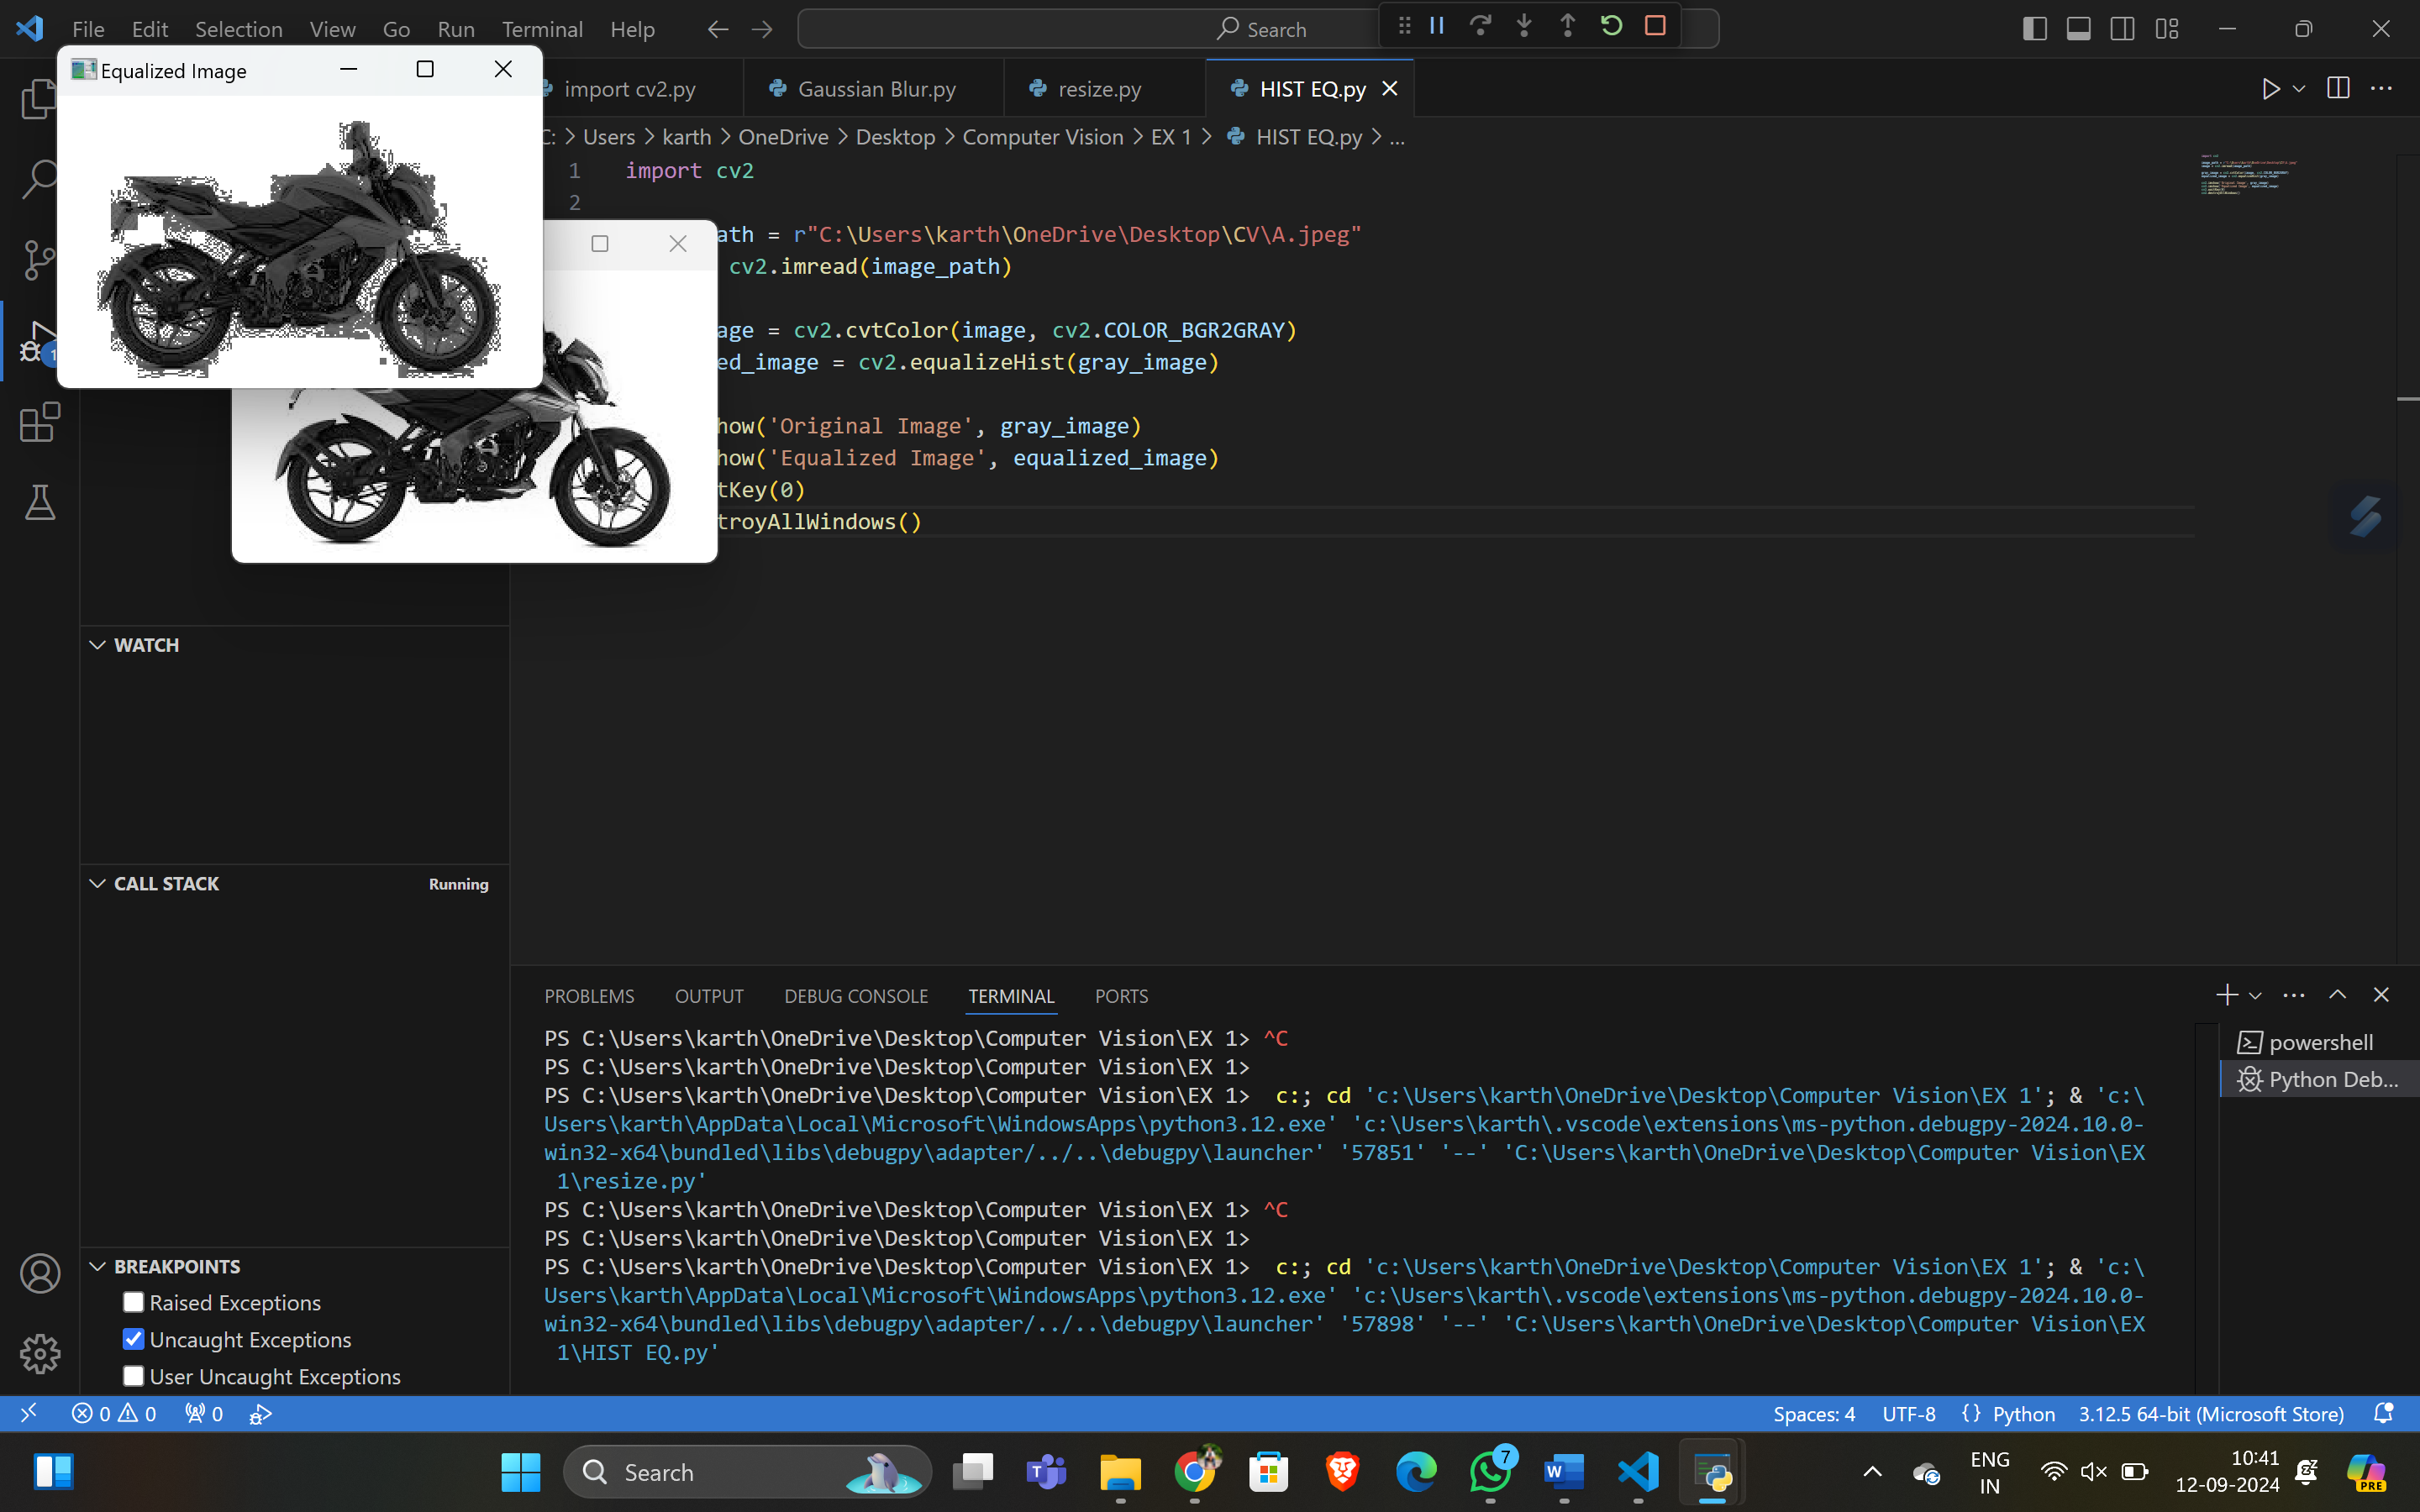 File Edit Selection View Go Run Terminal Help
Search
Equalized Image
import cv2.py
Gaussian Blur.py
resize.py
HIST EQ.py
C: > Users > karth > OneDrive > Desktop > Computer Vision > EX 1 > HIST EQ.py > ...
1 import cv2
2
ath = r"C:\Users\karth\OneDrive\Desktop\CV\A.jpeg"
cv2.imread(image_path)
age = cv2.cvtColor(image, cv2.COLOR_BGR2GRAY)
ed_image = cv2.equalizeHist(gray_image)
how('Original Image', gray_image)
how('Equalized Image', equalized_image)
tKey(0)
troyAllWindows()
1
WATCH
CALL STACK
Running
BREAKPOINTS
Raised Exceptions
Uncaught Exceptions
User Uncaught Exceptions
PROBLEMS OUTPUT DEBUG CONSOLE TERMINAL PORTS
PS C:\Users\karth\OneDrive\Desktop\Computer Vision\EX 1> ^C
PS C:\Users\karth\OneDrive\Desktop\Computer Vision\EX 1>
PS C:\Users\karth\OneDrive\Desktop\Computer Vision\EX 1>  c:; cd 'c:\Users\karth\OneDrive\Desktop\Computer Vision\EX 1'; & 'c:\
Users\karth\AppData\Local\Microsoft\WindowsApps\python3.12.exe' 'c:\Users\karth\.vscode\extensions\ms-python.debugpy-2024.10.0-
win32-x64\bundled\libs\debugpy\adapter/../..\debugpy\launcher' '57851' '--' 'C:\Users\karth\OneDrive\Desktop\Computer Vision\EX
1\resize.py'
PS C:\Users\karth\OneDrive\Desktop\Computer Vision\EX 1> ^C
PS C:\Users\karth\OneDrive\Desktop\Computer Vision\EX 1>
PS C:\Users\karth\OneDrive\Desktop\Computer Vision\EX 1>  c:; cd 'c:\Users\karth\OneDrive\Desktop\Computer Vision\EX 1'; & 'c:\
Users\karth\AppData\Local\Microsoft\WindowsApps\python3.12.exe' 'c:\Users\karth\.vscode\extensions\ms-python.debugpy-2024.10.0-
win32-x64\bundled\libs\debugpy\adapter/../..\debugpy\launcher' '57898' '--' 'C:\Users\karth\OneDrive\Desktop\Computer Vision\EX
1\HIST EQ.py'
powershell
Python Deb...
0 0 0
Spaces: 4 UTF-8 {} Python 3.12.5 64-bit (Microsoft Store)
Search
7
ENG
IN
10:41
12-09-2024
PRE